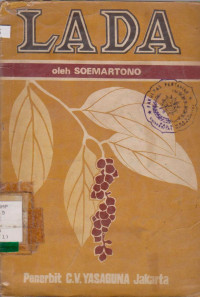 LADA
oleh SOEMARTONO
Penerbit C.V. YASAGUNA Jakarta